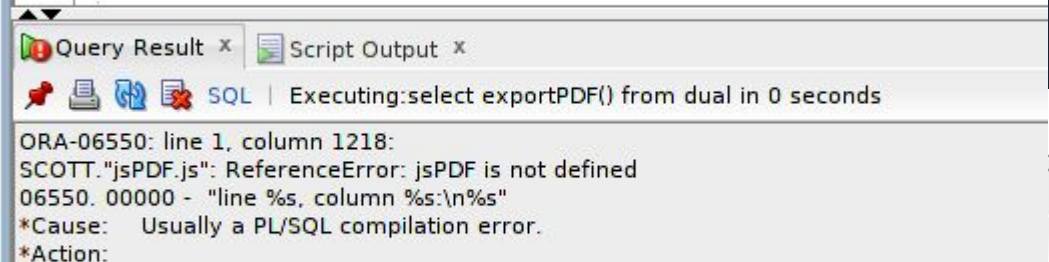 Query Result x Script Output x
SQL | Executing:select exportPDF() from dual in 0 seconds
ORA-06550: line 1, column 1218:
SCOTT."jsPDF.js": ReferenceError: jsPDF is not defined
06550. 00000 - "line %s, column %s:\n%s"
*Cause: Usually a PL/SQL compilation error.
*Action: